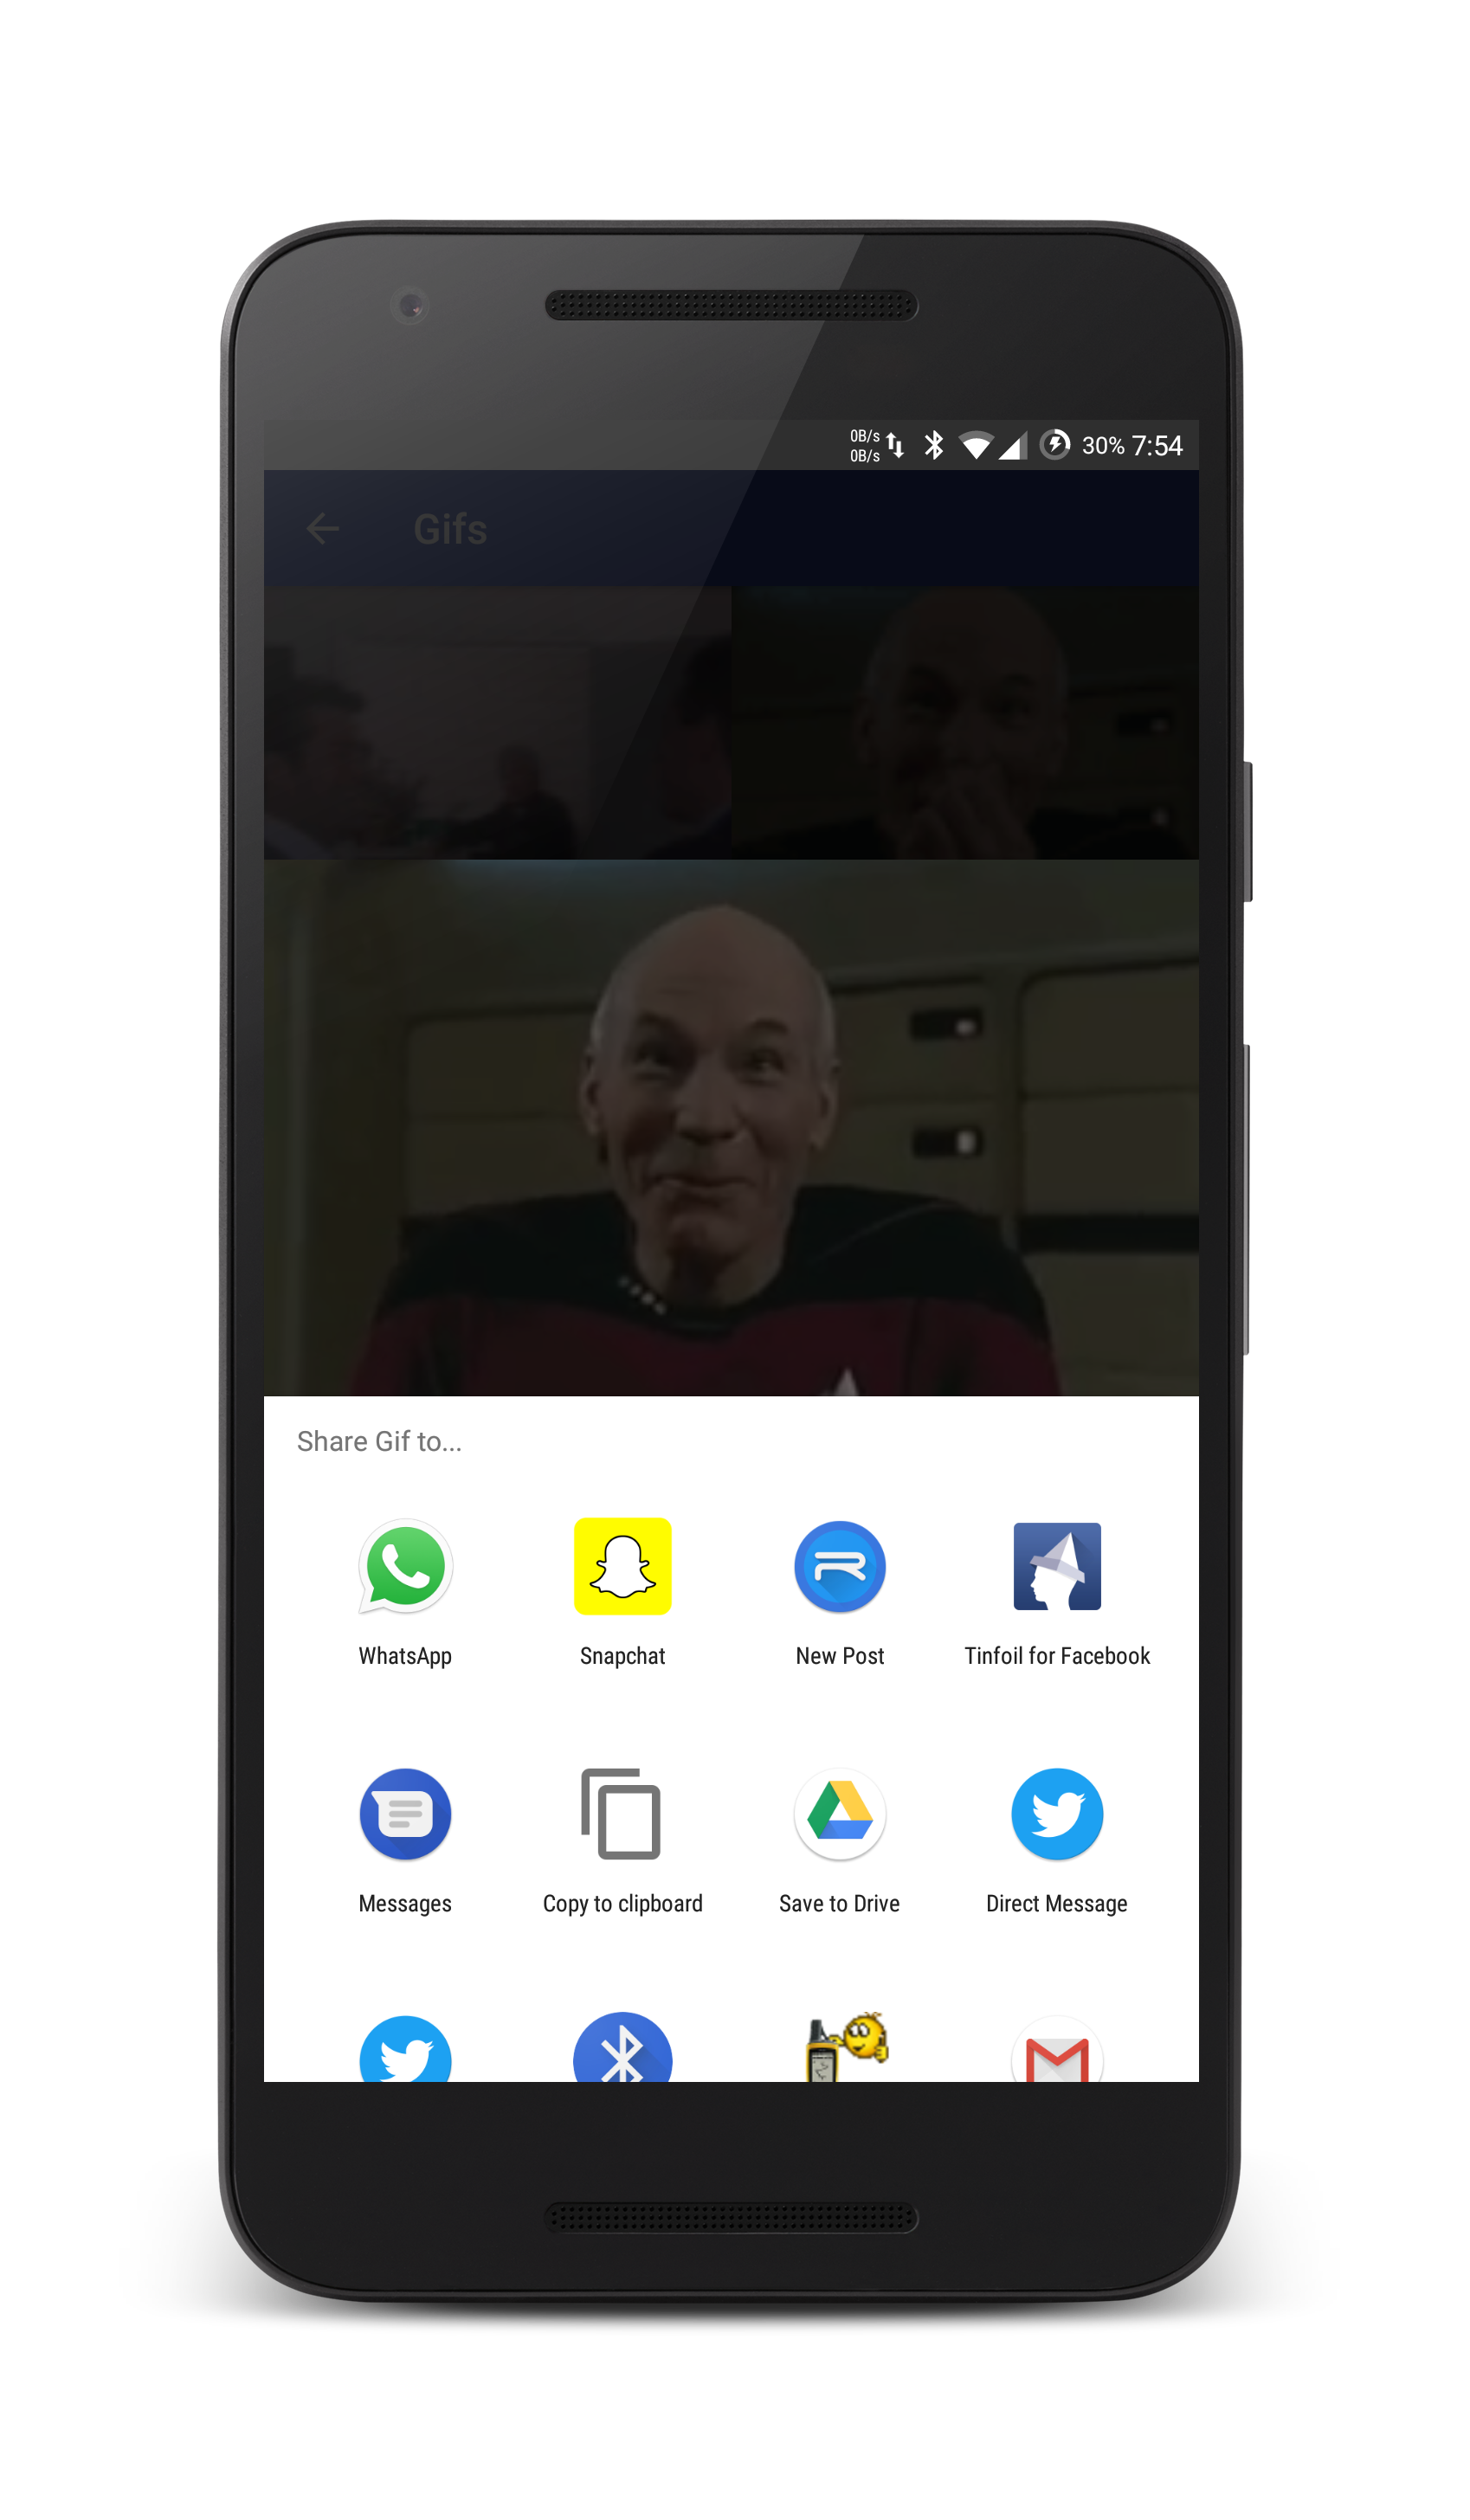 0B/s
0B/s
30% 7:54
Gifs
Share Gif to...
WhatsApp Snapchat New Post Tinfoil for Facebook
Messages Copy to clipboard Save to Drive Direct Message